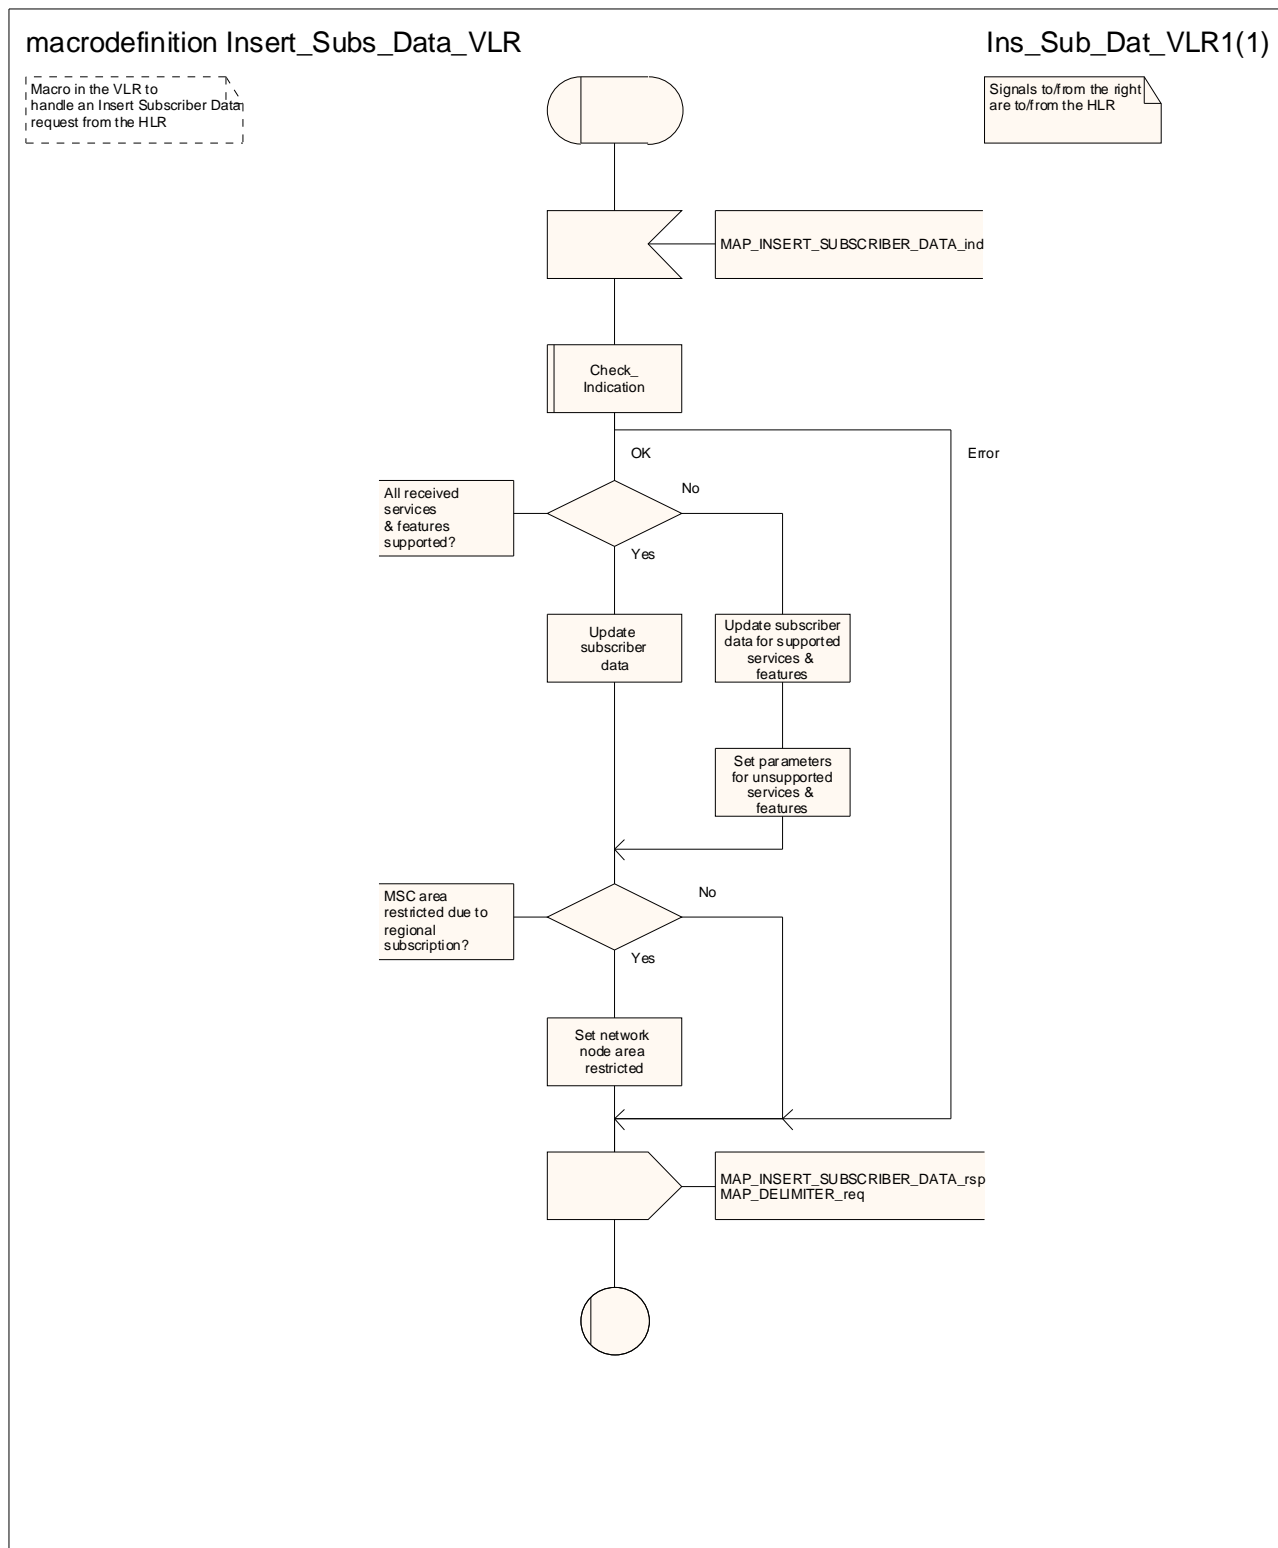 macrodefinition Insert_Subs_Data_VLR
Ins_Sub_Dat_VLR1(1)
Macro in the VLR to
handle an Insert Subscriber Data
request from the HLR
Signals to/from the right
are to/from the HLR
MAP_INSERT_SUBSCRIBER_DATA_ind
Check_
Indication
OK
Error
All received
services
& features
supported?
No
Yes
Update
subscriber
data
Update subscriber
data for supported
services &
features
Set parameters
for unsupported
services &
features
MSC area
restricted due to
regional
subscription?
No
Yes
Set network
node area
restricted
MAP_INSERT_SUBSCRIBER_DATA_rsp
MAP_DELIMITER_req